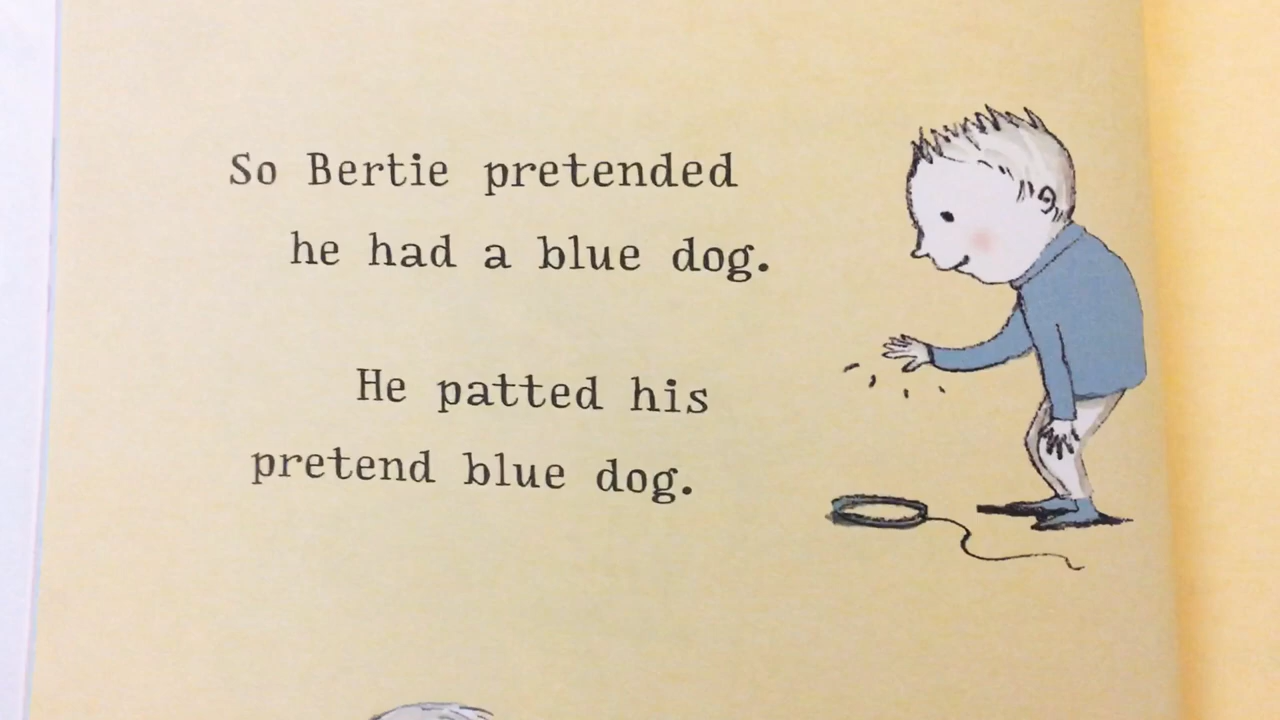 So Bertie pretended
he had a blue dog.
He patted his
pretend blue dog.